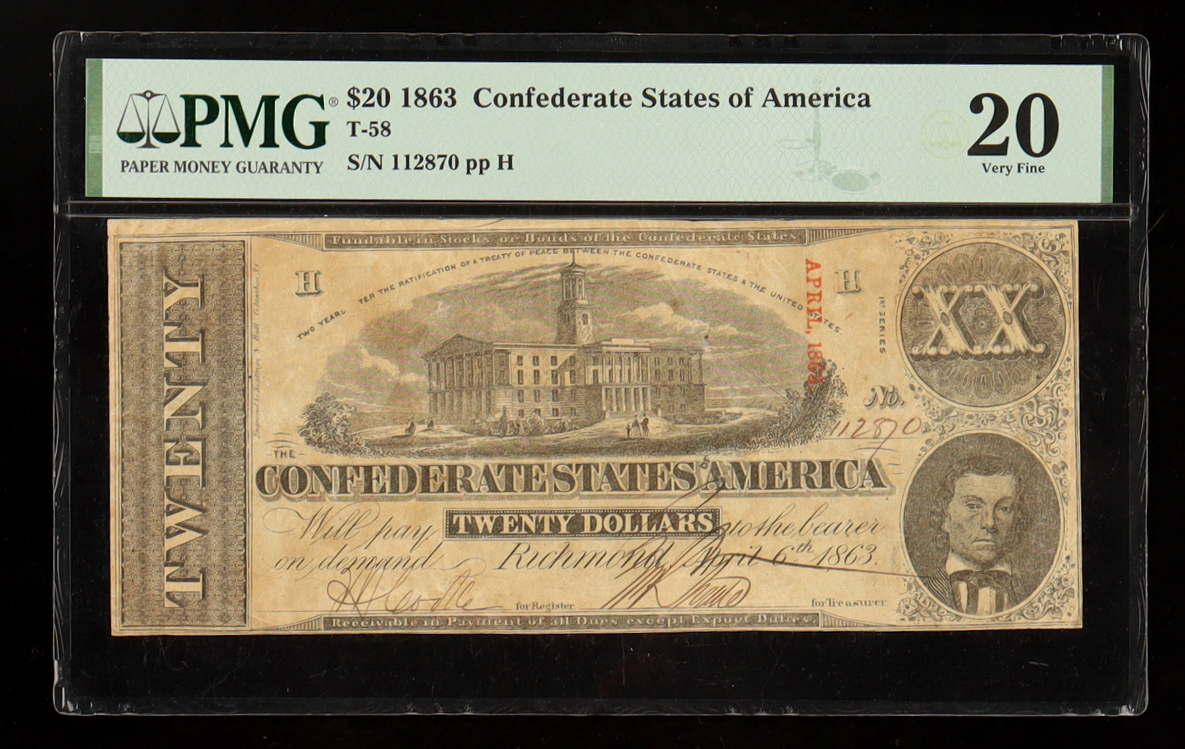 PMG®
PAPER MONEY GUARANTY
$20 1863 Confederate States of America
T-58
S/N 112870 pp H
20
Very Fine
Fundable in Stocks or Bonds of the Confederate States
TWO YEARS AFTER THE RATIFICATION OF A TREATY OF PEACE BETWEEN THE CONFEDERATE STATES & THE UNITED STATES
H
H
APRIL, 1863
1ST SERIES
XX
TWENTY
No.
112870
THE
CONFEDERATE STATES AMERICA
Will pay TWENTY DOLLARS to the bearer
on demand Richmond April 6th 1863.
for Register
for Treasurer
Receivable in Payment of all Dues except Export Duties.